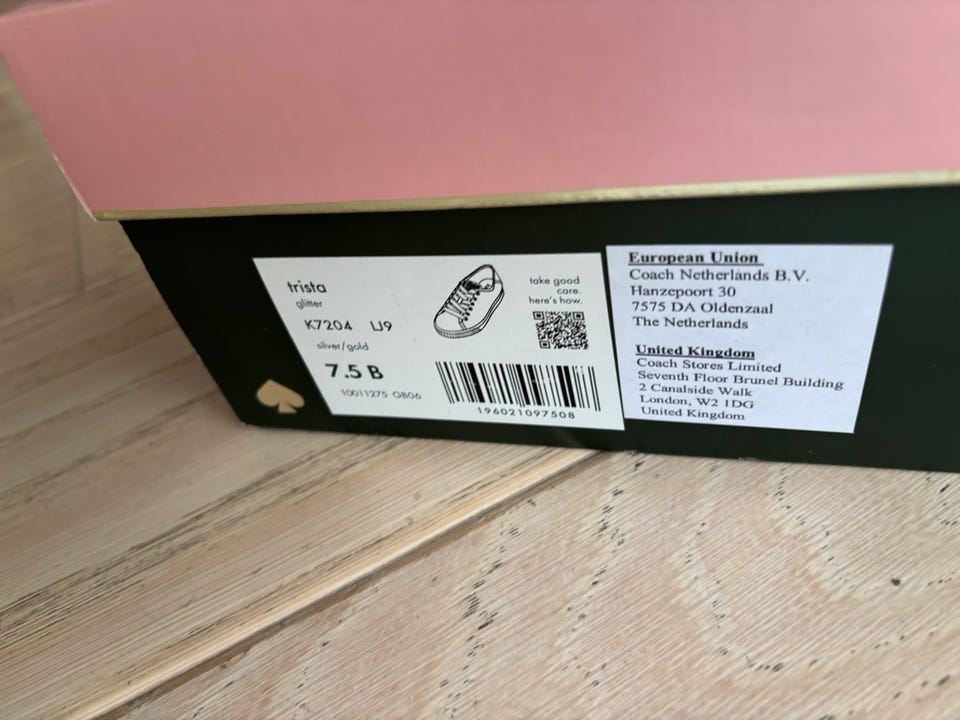 trista
glitter
K7204 LJ9
silver/gold
7.5 B
10011275 GB06
take good
care.
here's how.
196021097508
European Union
Coach Netherlands B.V.
Hanzepoort 30
7575 DA Oldenzaal
The Netherlands
United Kingdom
Coach Stores Limited
Seventh Floor Brunel Building
2 Canalside Walk
London, W2 1DG
United Kingdom